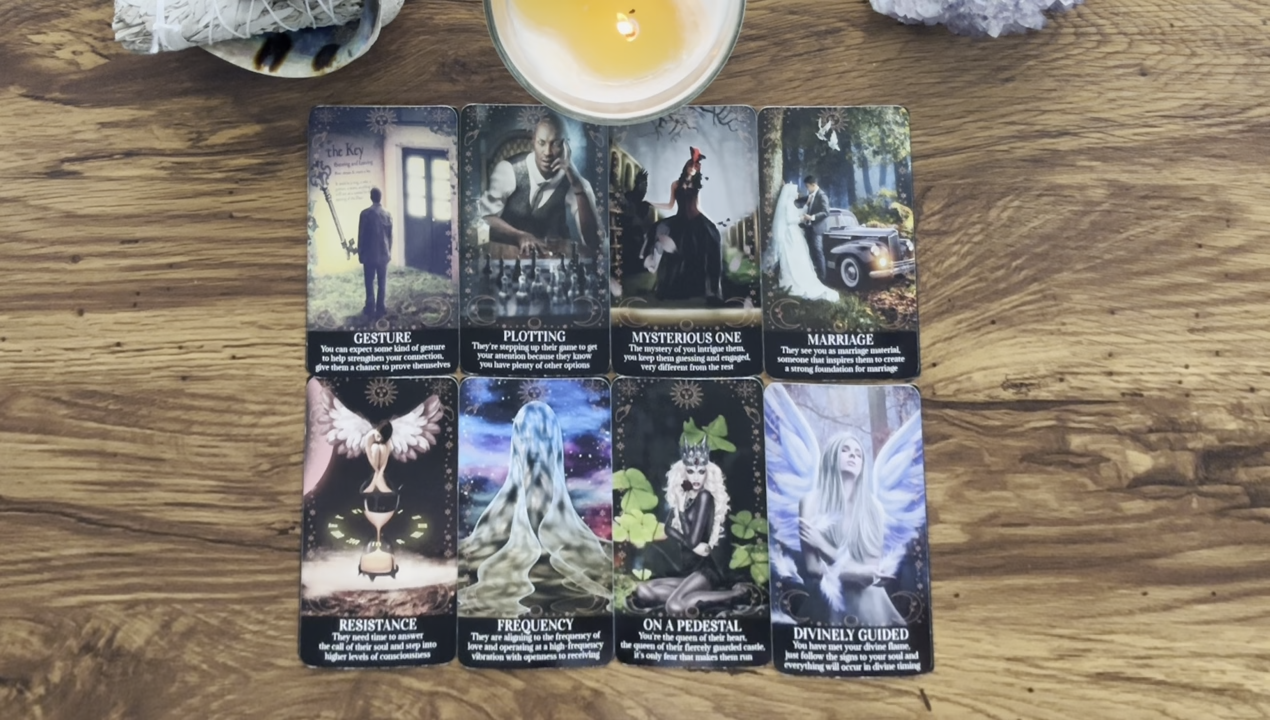 the Key
GESTURE
You can expect some kind of gesture
to help strengthen your connection,
give them a chance to prove themselves
PLOTTING
They're stepping up their game to get
your attention because they know
you have plenty of other options
MYSTERIOUS ONE
The mystery of you intrigue them,
you keep them guessing and engaged,
very different from the rest
MARRIAGE
They see you as marriage material,
someone that inspires them to create
a strong foundation for marriage
RESISTANCE
They need time to answer
the call of their soul and step into
higher levels of consciousness
FREQUENCY
They are aligning to the frequency of
love and operating at a high-frequency
vibration with openness to receiving
ON A PEDESTAL
You're the queen of their heart,
the queen of their fiercely guarded castle,
it's only fear that makes them run
DIVINELY GUIDED
You have met your divine flame,
just follow the signs to your soul and
everything will occur in divine timing